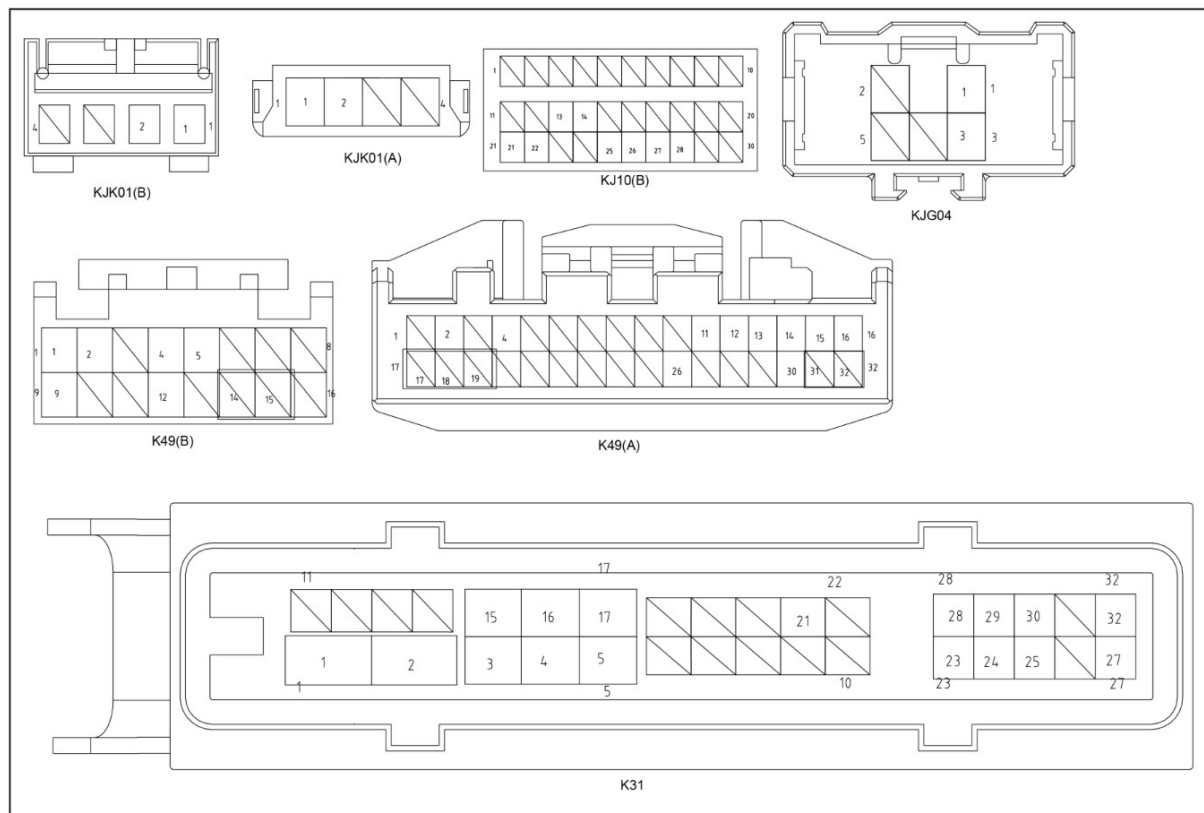 4 2 1 1
KJK01(B)
1 1 2 4
KJK01(A)
1 10
11 13 14 20
21 21 22 25 26 27 28 30
KJ10(B)
2 1 1
5 3 3
KJG04
1 1 2 4 5 8
9 9 12 14 15 16
K49(B)
1 2 4 11 12 13 14 15 16 16
17 17 18 19 26 30 31 32 32
K49(A)
11 17 22 28 32
15 16 17 21 28 29 30 32
1 2 3 4 5 23 24 25 27
1 5 10 23 27
K31